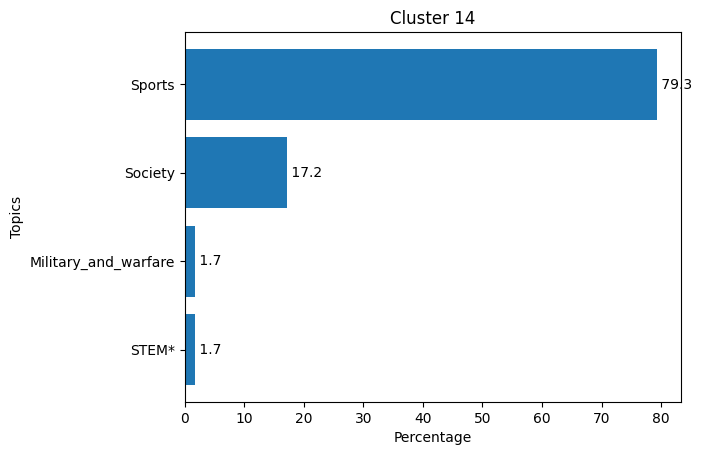 Cluster 14
Topics
Sports
79.3
Society
17.2
Military_and_warfare
1.7
STEM*
1.7
0 10 20 30 40 50 60 70 80
Percentage